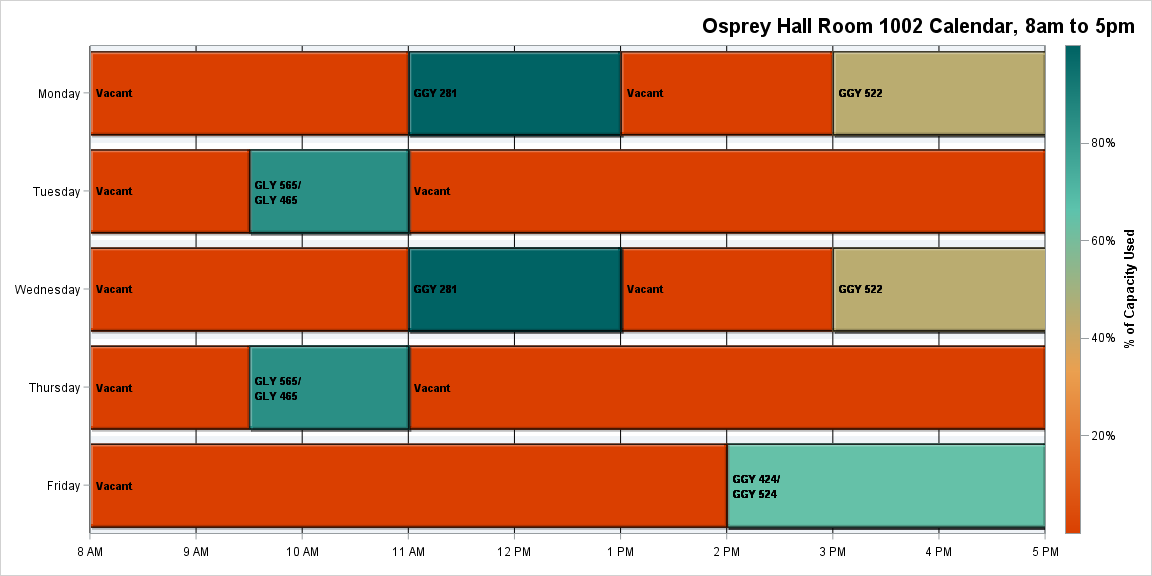 Osprey Hall Room 1002 Calendar, 8am to 5pm
Monday
Vacant
GGY 281
Vacant
GGY 522
Tuesday
Vacant
GLY 565/
GLY 465
Vacant
Wednesday
Vacant
GGY 281
Vacant
GGY 522
Thursday
Vacant
GLY 565/
GLY 465
Vacant
Friday
Vacant
GGY 424/
GGY 524
8 AM
9 AM
10 AM
11 AM
12 PM
1 PM
2 PM
3 PM
4 PM
5 PM
80%
60%
40%
20%
% of Capacity Used